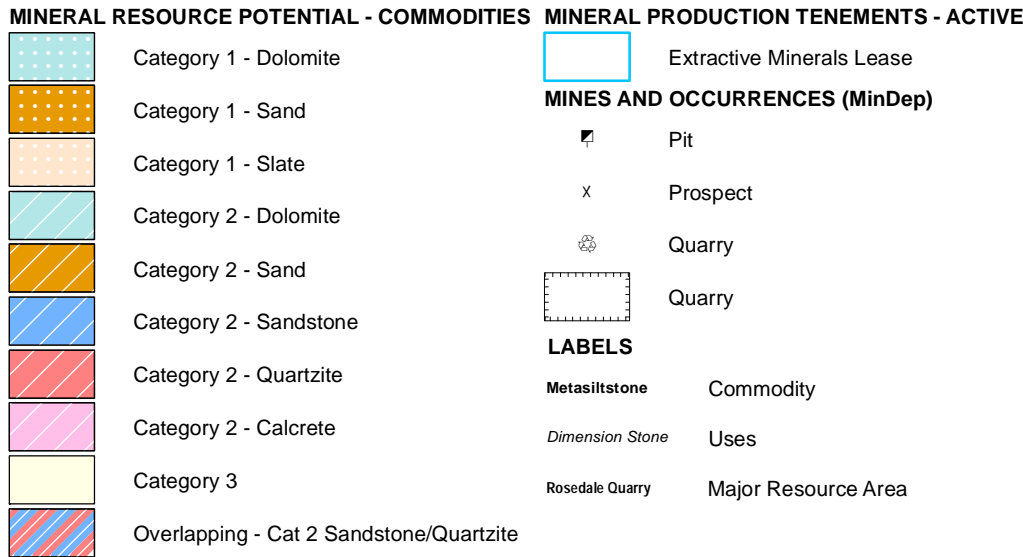 MINERAL RESOURCE POTENTIAL - COMMODITIES
Category 1 - Dolomite
Category 1 - Sand
Category 1 - Slate
Category 2 - Dolomite
Category 2 - Sand
Category 2 - Sandstone
Category 2 - Quartzite
Category 2 - Calcrete
Category 3
Overlapping - Cat 2 Sandstone/Quartzite
MINERAL PRODUCTION TENEMENTS - ACTIVE
Extractive Minerals Lease
MINES AND OCCURRENCES (MinDep)
Pit
X Prospect
Quarry
Quarry
LABELS
Metasiltstone Commodity
Dimension Stone Uses
Rosedale Quarry Major Resource Area